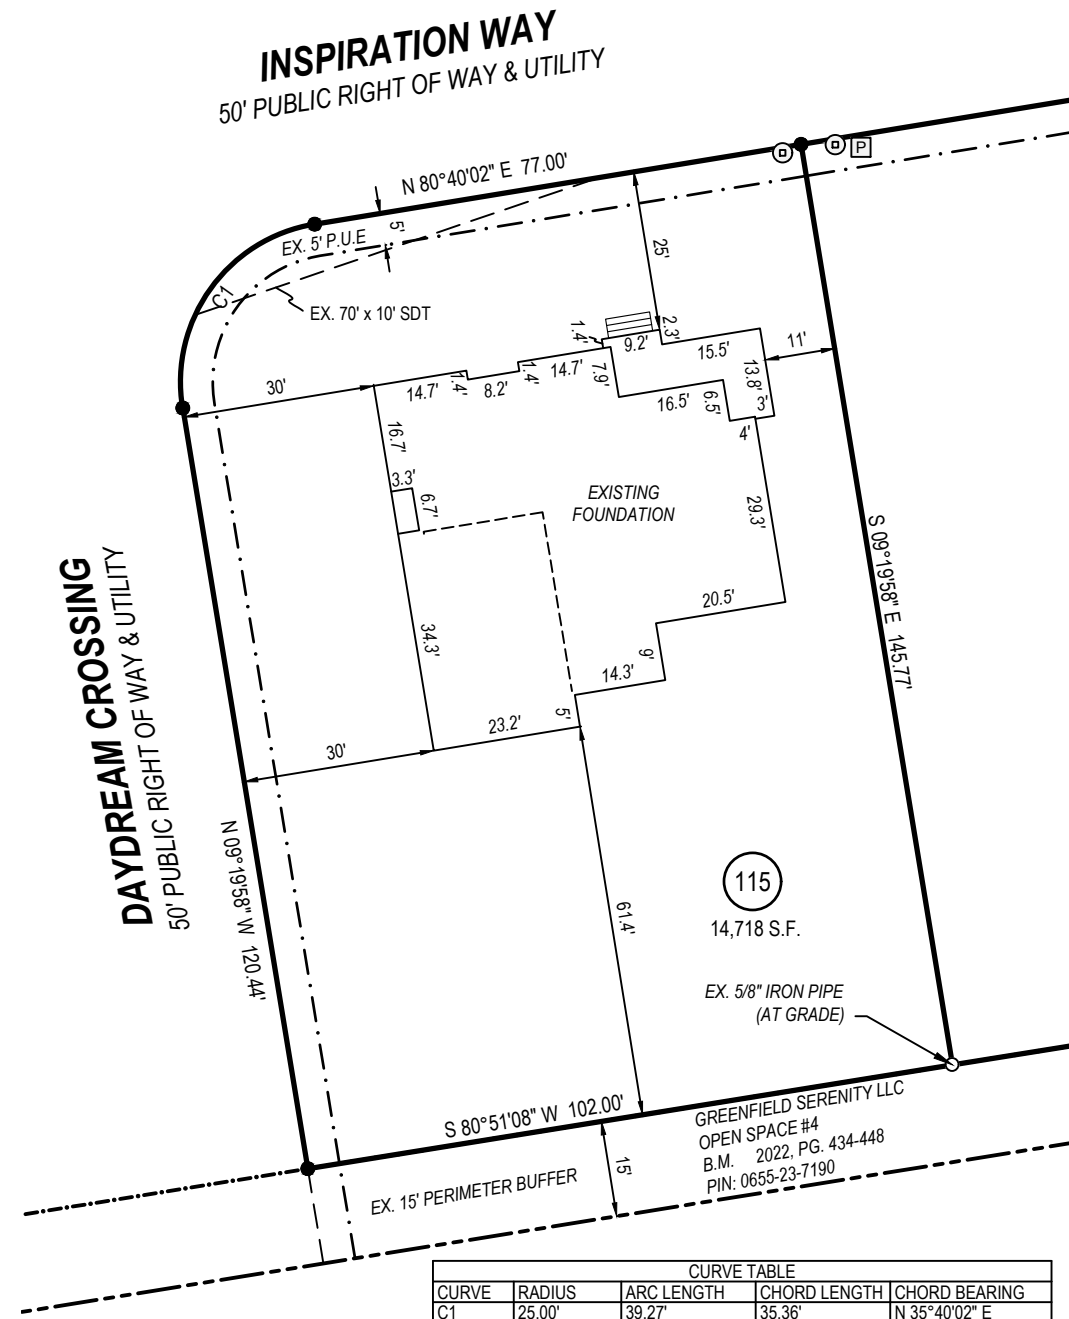 INSPIRATION WAY
50' PUBLIC RIGHT OF WAY & UTILITY
N 80°40'02" E 77.00'
P
EX. 5' P.U.E
5'
C1
EX. 70' x 10' SDT
25'
30'
14.7'
1.4'
8.2'
1.4'
14.7'
1.4'
9.2'
2.3'
15.5'
11'
7.9'
16.5'
6.5'
13.8'
3'
4'
16.7'
3.3'
6.7'
EXISTING
FOUNDATION
29.3'
S 09°19'58" E 145.77'
DAYDREAM CROSSING
50' PUBLIC RIGHT OF WAY & UTILITY
34.3'
20.5'
9'
14.3'
5'
23.2'
30'
N 09°19'58" W 120.44'
61.4'
115
14,718 S.F.
EX. 5/8" IRON PIPE
(AT GRADE)
S 80°51'08" W 102.00'
GREENFIELD SERENITY LLC
OPEN SPACE #4
B.M. 2022, PG. 434-448
PIN: 0655-23-7190
EX. 15' PERIMETER BUFFER
15'
CURVE TABLE
CURVE RADIUS ARC LENGTH CHORD LENGTH CHORD BEARING
C1 25.00' 39.27' 35.36' N 35°40'02" E